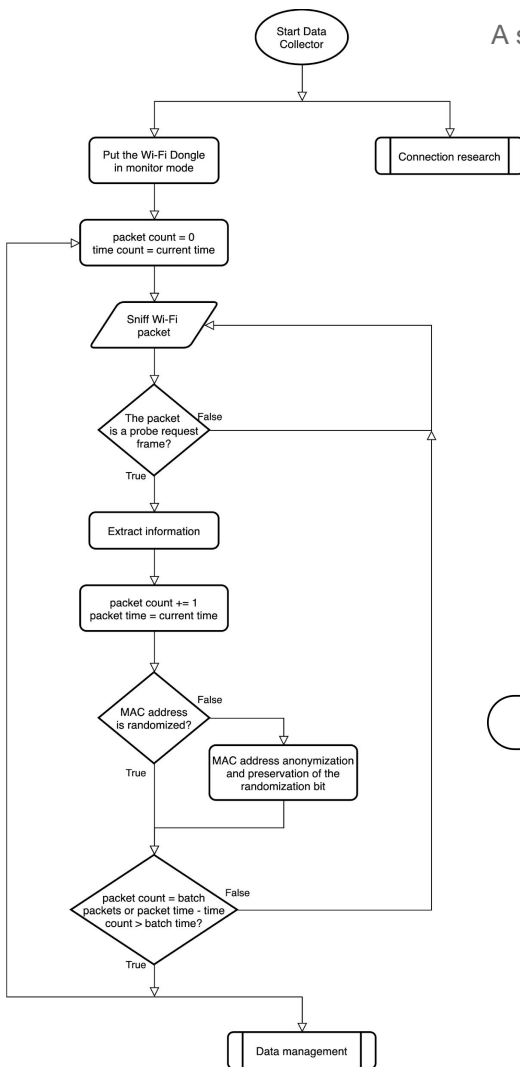 Start Data
Collector
A s
Put the Wi-Fi Dongle
in monitor mode
Connection research
packet count = 0
time count = current time
Sniff Wi-Fi
packet
The packet
is a probe request
frame?
False
True
Extract information
packet count += 1
packet time = current time
MAC address
is randomized?
False
True
MAC address anonymization
and preservation of the
randomization bit
packet count = batch
packets or packet time - time
count > batch time?
False
True
Data management